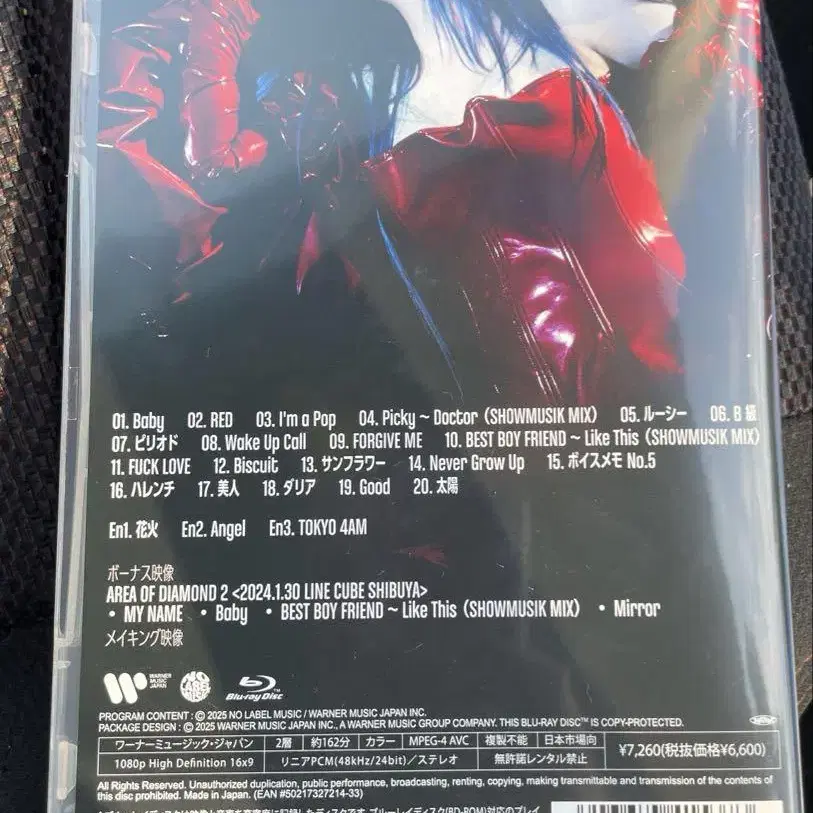 01. Baby 02. RED 03. I'm a Pop 04. Picky ~ Doctor (SHOWMUSIK MIX) 05. ルーシー 06. B 級
07. ピリオド 08. Wake Up Call 09. FORGIVE ME 10. BEST BOY FRIEND ~ Like This (SHOWMUSIK MIX)
11. FUCK LOVE 12. Biscuit 13. サンフラワー 14. Never Grow Up 15. ボイスメモ No.5
16. ハレンチ 17. 美人 18. ダリア 19. Good 20. 太陽
En1. 花火 En2. Angel En3. TOKYO 4AM
ボーナス映像
AREA OF DIAMOND 2 <2024.1.30 LINE CUBE SHIBUYA>
• MY NAME • Baby • BEST BOY FRIEND ~ Like This (SHOWMUSIK MIX) • Mirror
メイキング映像
WARNER MUSIC JAPAN
NO LABEL MUSIC
Blu-ray Disc
PROGRAM CONTENT : © 2025 NO LABEL MUSIC / WARNER MUSIC JAPAN INC.
PACKAGE DESIGN : © 2025 WARNER MUSIC JAPAN INC., A WARNER MUSIC GROUP COMPANY. THIS BLU-RAY DISC™ IS COPY-PROTECTED.
ワーナーミュージック・ジャパン 2層 約162分 カラー MPEG-4 AVC 複製不能 日本市場向
1080p High Definition 16x9 リニアPCM(48kHz/24bit)/ステレオ 無許諾レンタル禁止
¥7,260(税抜価格¥6,600)
All Rights Reserved. Unauthorized duplication, public performance, broadcasting, renting, copying, making transmittable and transmission of the contents of
this disc prohibited. Made in Japan. (EAN #50217327214-33)